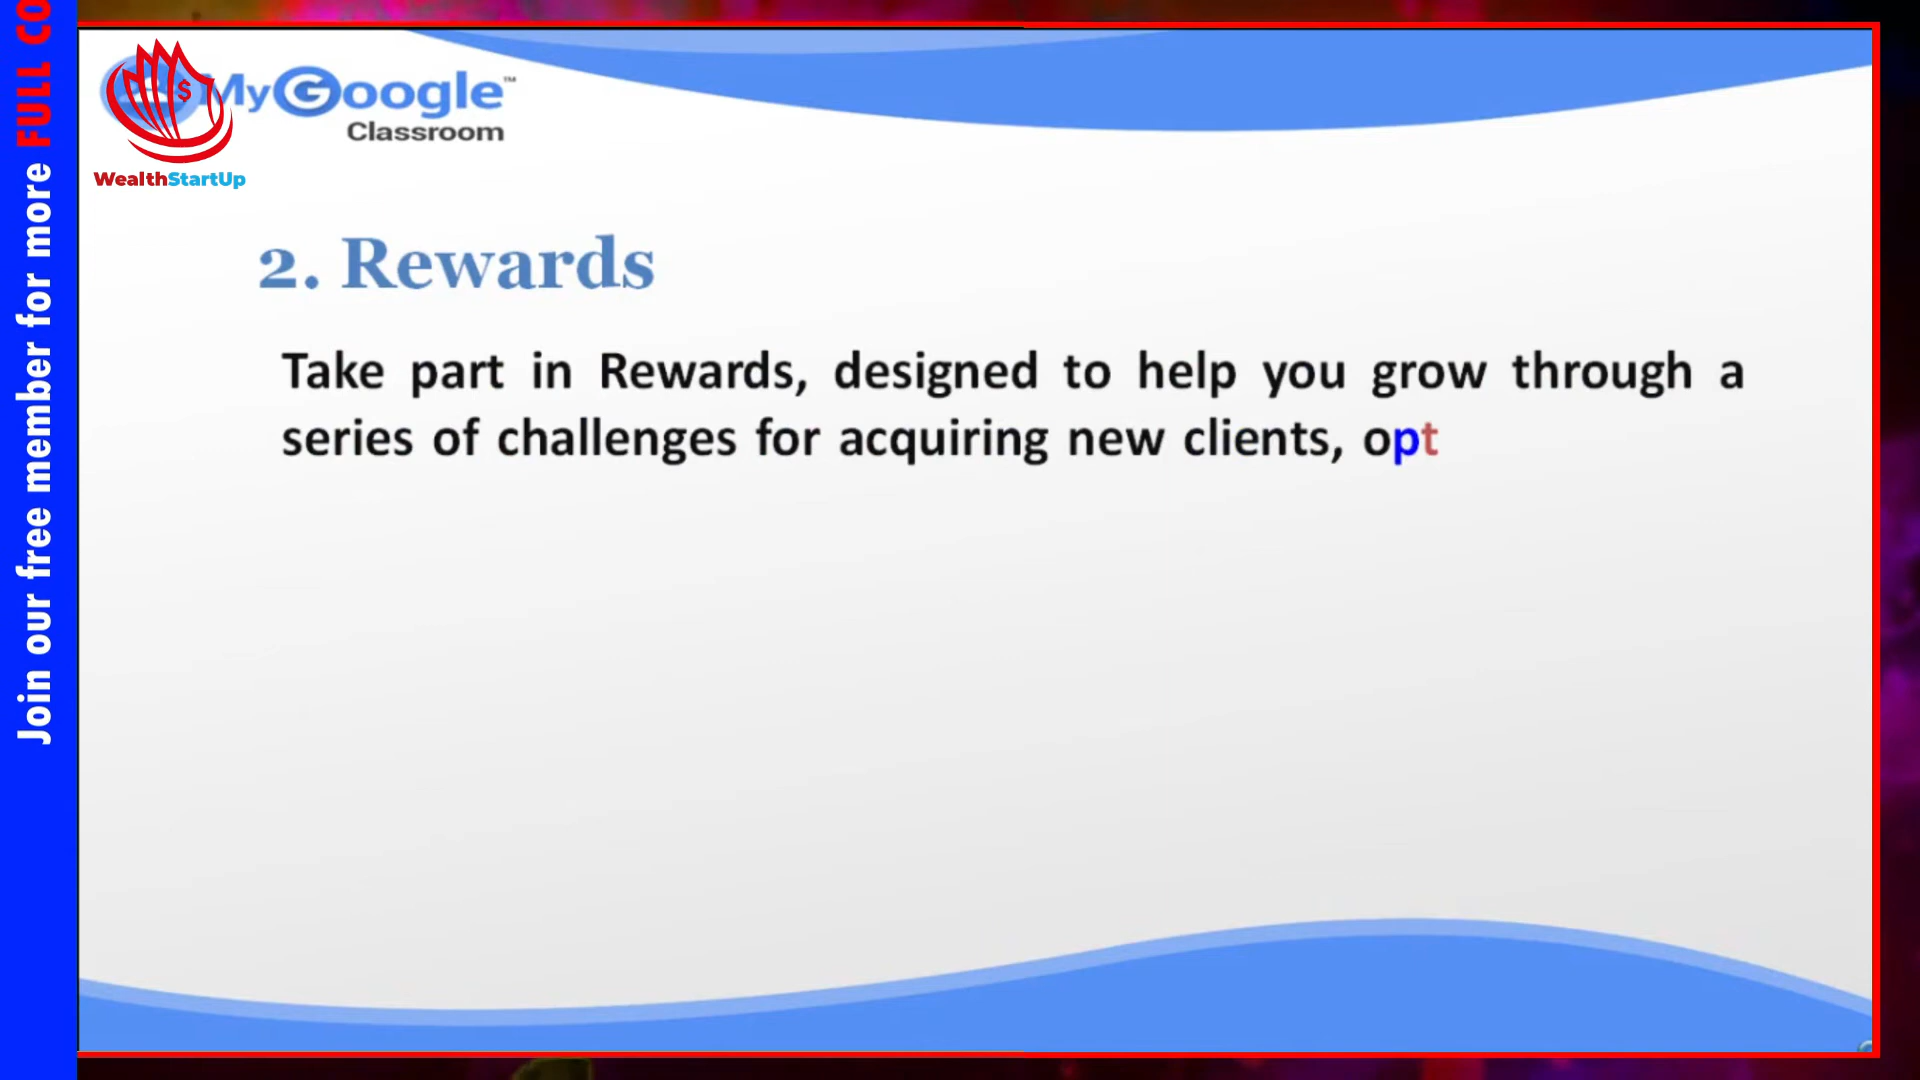 Join our free member for more FULL CO
MyGoogle™
Classroom
$
WealthStartUp
2. Rewards
Take part in Rewards, designed to help you grow through a
series of challenges for acquiring new clients, opt